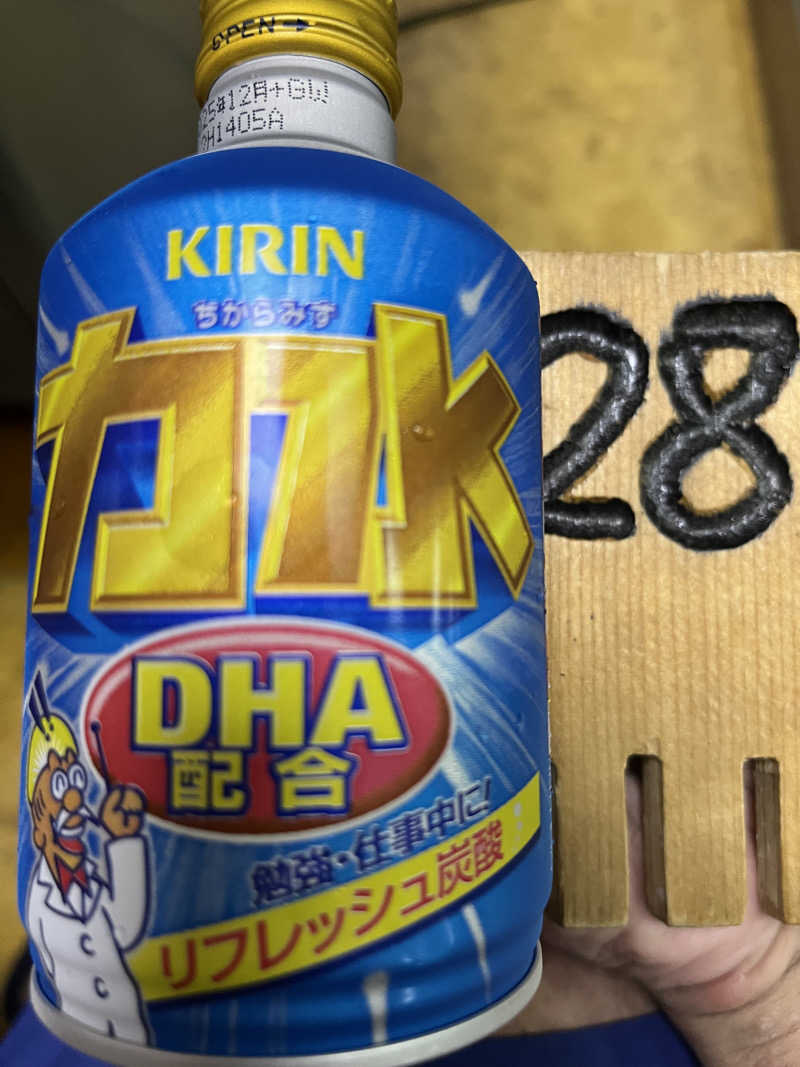 OPEN→
25年12月+GW
H1405A
KIRIN
ちからみず
力水
28
DHA
配合
勉強・仕事中に!
リフレッシュ炭酸